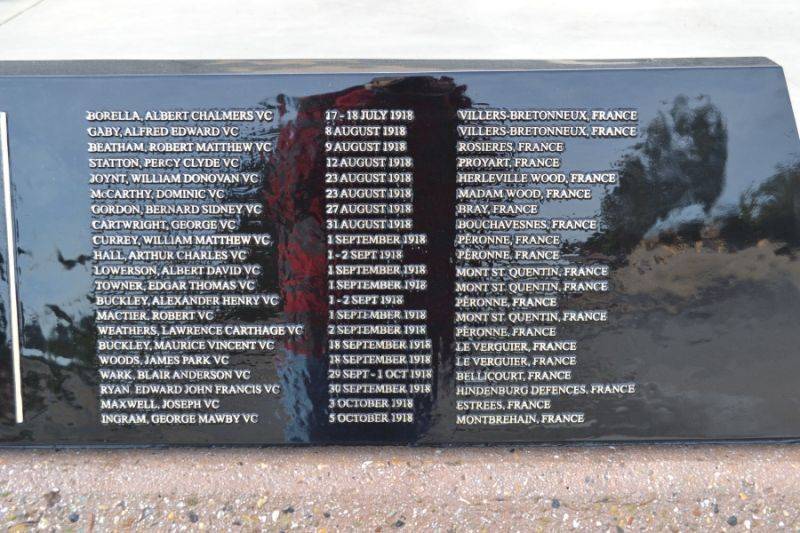 BORELLA, ALBERT CHALMERS VC 17 - 18 JULY 1918 VILLERS-BRETONNEUX, FRANCE
GABY, ALFRED EDWARD VC 8 AUGUST 1918 VILLERS-BRETONNEUX, FRANCE
BEATHAM, ROBERT MATTHEW VC 9 AUGUST 1918 ROSIERES, FRANCE
STATTON, PERCY CLYDE VC 12 AUGUST 1918 PROYART, FRANCE
JOYNT, WILLIAM DONOVAN VC 23 AUGUST 1918 HERLEVILLE WOOD, FRANCE
McCARTHY, DOMINIC VC 23 AUGUST 1918 MADAM WOOD, FRANCE
GORDON, BERNARD SIDNEY VC 27 AUGUST 1918 BRAY, FRANCE
CARTWRIGHT, GEORGE VC 31 AUGUST 1918 BOUCHAVESNES, FRANCE
CURREY, WILLIAM MATTHEW VC 1 SEPTEMBER 1918 PÉRONNE, FRANCE
HALL, ARTHUR CHARLES VC 1 - 2 SEPT 1918 PÉRONNE, FRANCE
LOWERSON, ALBERT DAVID VC 1 SEPTEMBER 1918 MONT ST. QUENTIN, FRANCE
TOWNER, EDGAR THOMAS VC 1 SEPTEMBER 1918 MONT ST. QUENTIN, FRANCE
BUCKLEY, ALEXANDER HENRY VC 1 - 2 SEPT 1918 PÉRONNE, FRANCE
MACTIER, ROBERT VC 1 SEPTEMBER 1918 MONT ST. QUENTIN, FRANCE
WEATHERS, LAWRENCE CARTHAGE VC 2 SEPTEMBER 1918 PÉRONNE, FRANCE
BUCKLEY, MAURICE VINCENT VC 18 SEPTEMBER 1918 LE VERGUIER, FRANCE
WOODS, JAMES PARK VC 18 SEPTEMBER 1918 LE VERGUIER, FRANCE
WARK, BLAIR ANDERSON VC 29 SEPT - 1 OCT 1918 BELLICOURT, FRANCE
RYAN, EDWARD JOHN FRANCIS VC 30 SEPTEMBER 1918 HINDENBURG DEFENCES, FRANCE
MAXWELL, JOSEPH VC 3 OCTOBER 1918 ESTREES, FRANCE
INGRAM, GEORGE MAWBY VC 5 OCTOBER 1918 MONTBREHAIN, FRANCE